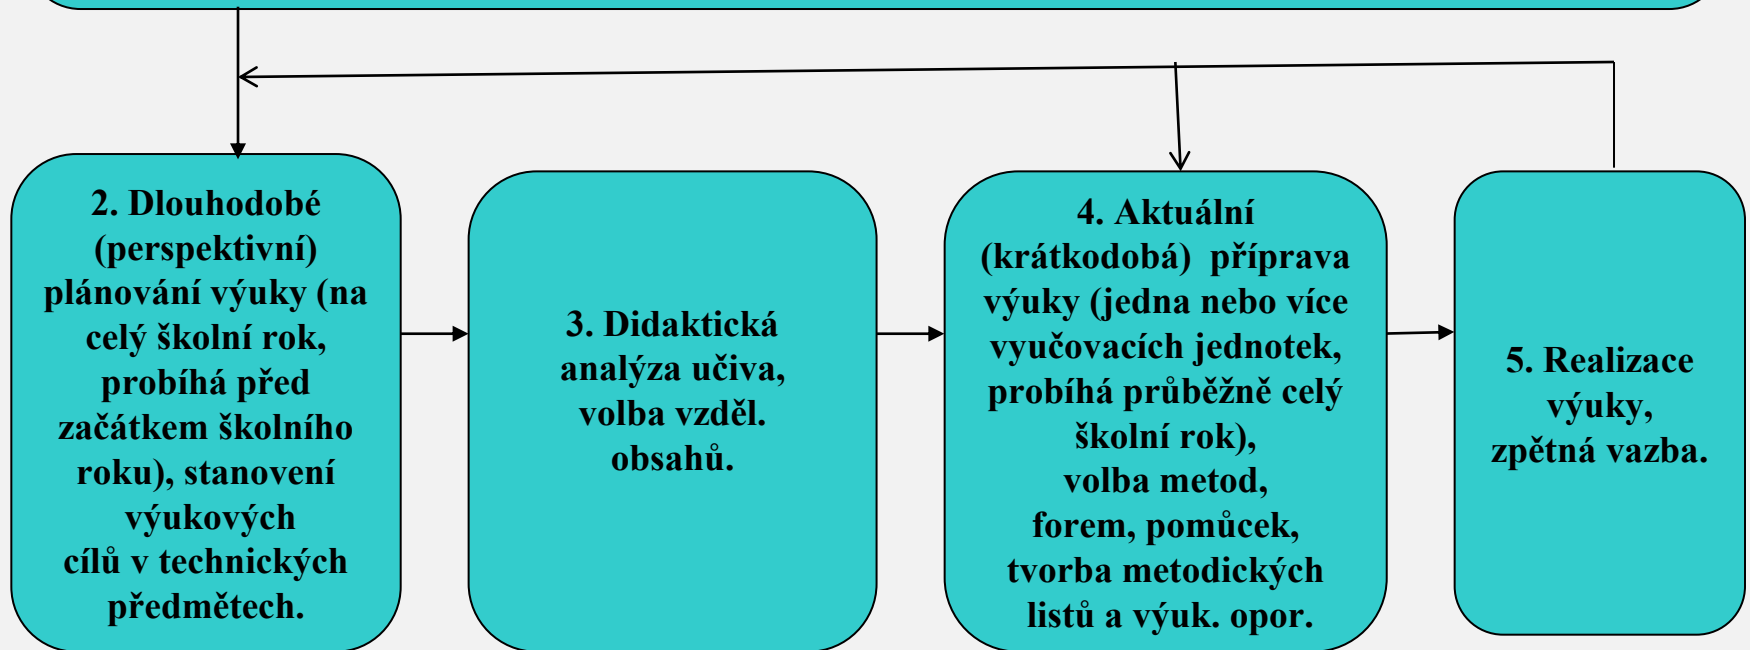 2. Dlouhodobé
(perspektivní)
plánování výuky (na
celý školní rok,
probíhá před
začátkem školního
roku), stanovení
výukových
cílů v technických
předmětech.
3. Didaktická
analýza učiva,
volba vzděl.
obsahů.
4. Aktuální
(krátkodobá)  příprava
výuky (jedna nebo více
vyučovacích jednotek,
probíhá průběžně celý
školní rok),
volba metod,
forem, pomůcek,
tvorba metodických
listů a výuk. opor.
5. Realizace
výuky,
zpětná vazba.